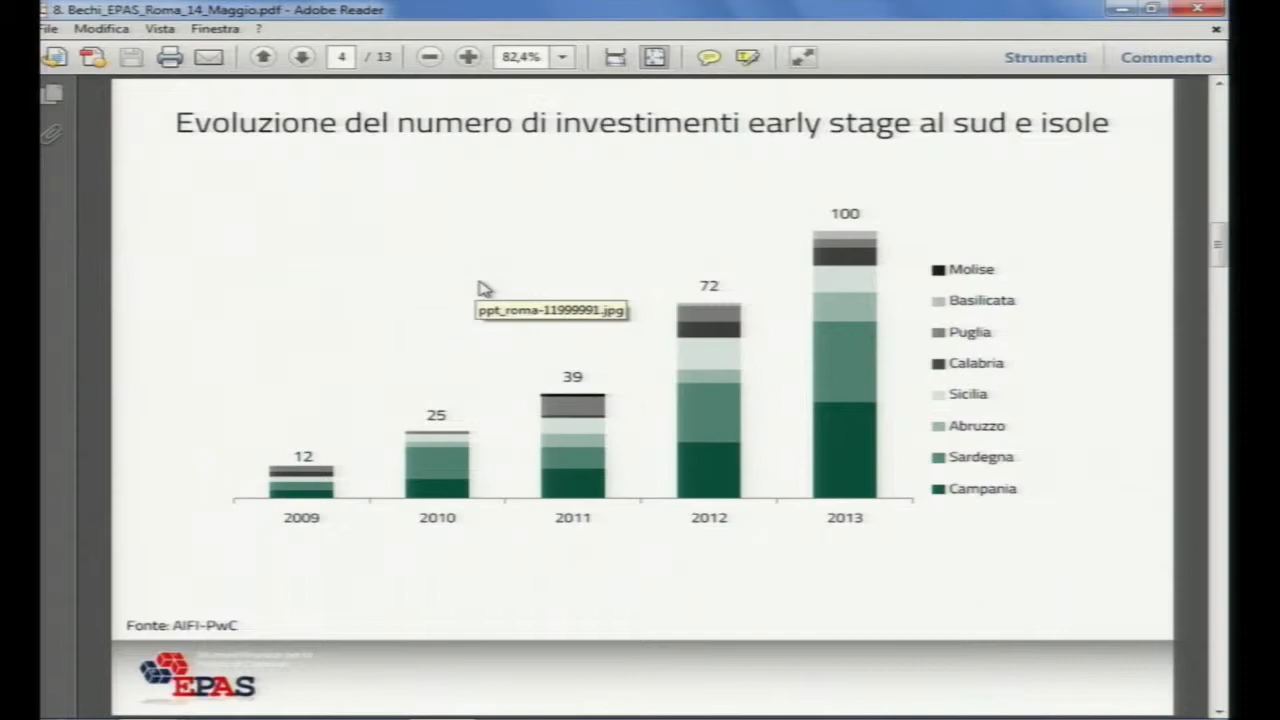 8. Bechi_EPAS_Roma_14_Maggio.pdf - Adobe Reader
File Modifica Vista Finestra ?
4 / 13 82,4% Strumenti Commento
Evoluzione del numero di investimenti early stage al sud e isole
100
72
39
25
12
ppt_roma-11999991.jpg
Molise
Basilicata
Puglia
Calabria
Sicilia
Abruzzo
Sardegna
Campania
2009 2010 2011 2012 2013
Fonte: AIFI-PwC
EPAS